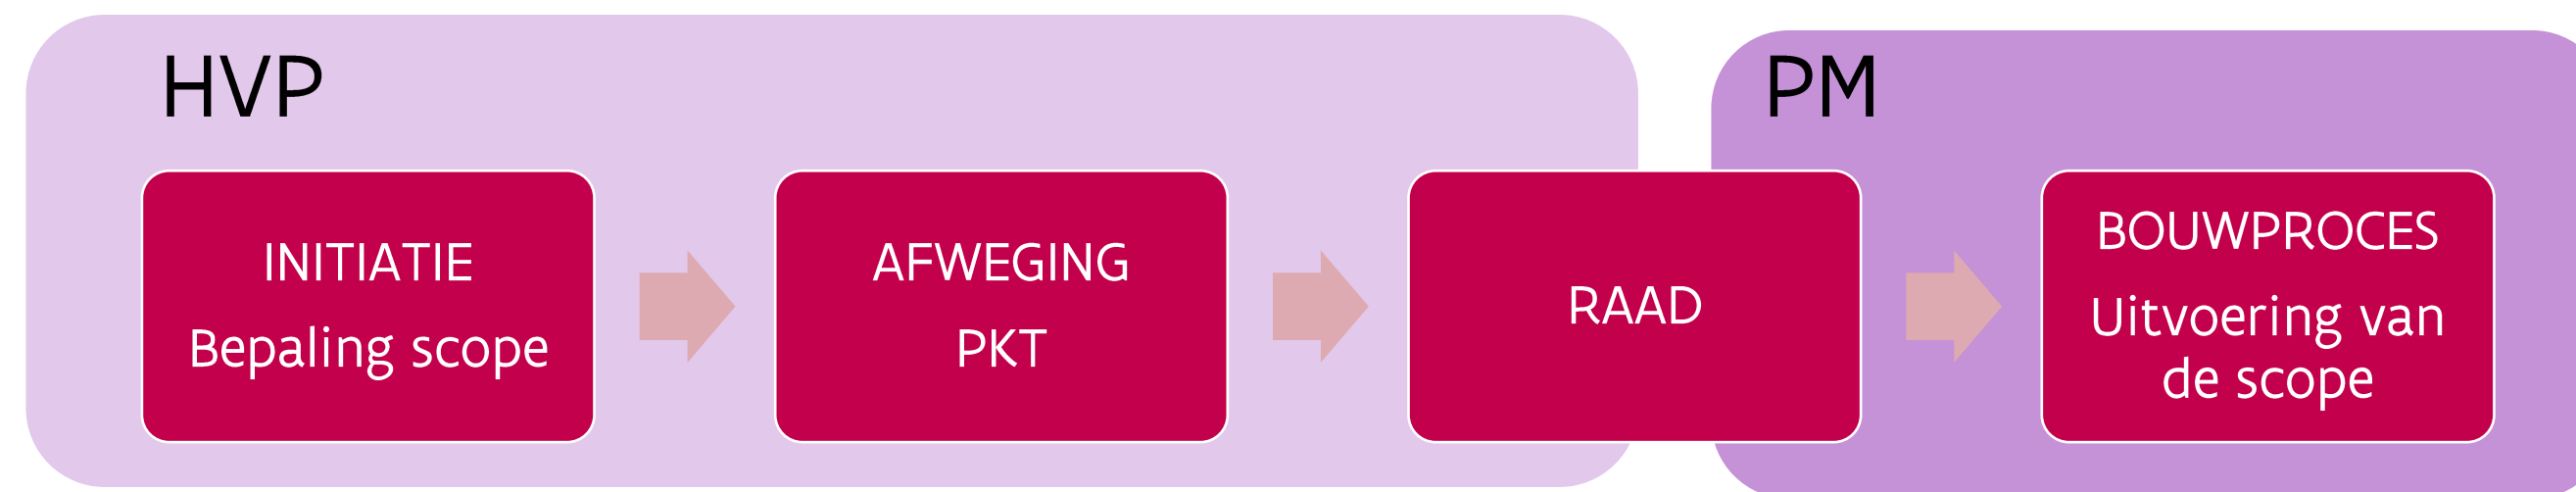 HVP
PM
INITIATIE
Bepaling scope
AFWEGING
PKT
RAAD
BOUWPROCES
Uitvoering van
de scope